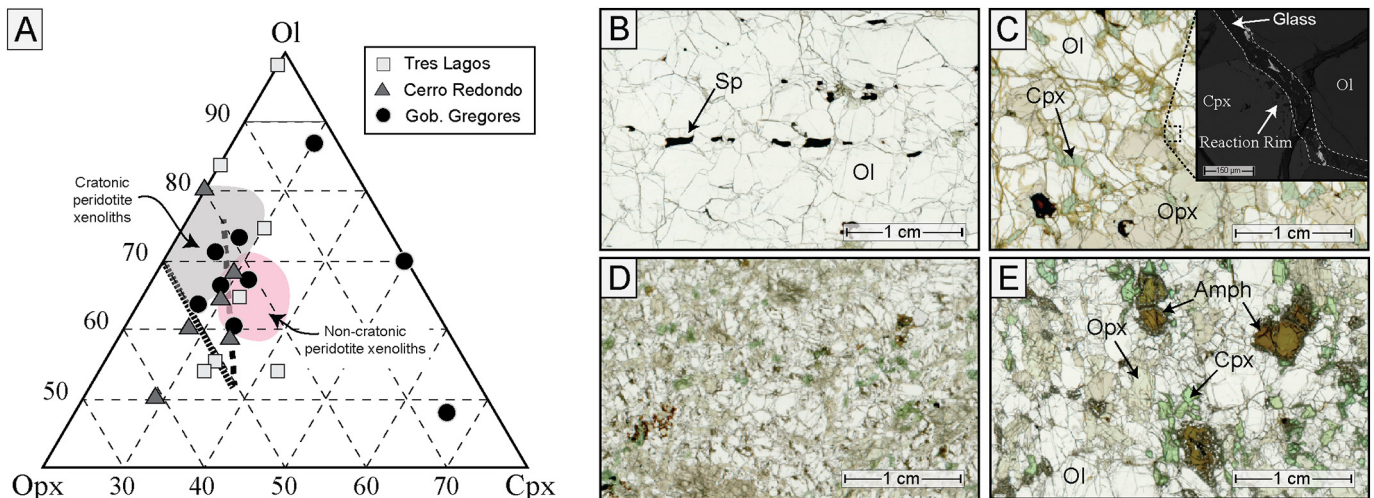 A
Ol
Tres Lagos
Cerro Redondo
Gob. Gregores
90
80
70
60
50
Cratonic
peridotite
xenoliths
Non-cratonic
peridotite xenoliths
Opx
30
40
50
60
70
Cpx
B
Sp
Ol
1 cm
C
Ol
Cpx
Opx
1 cm
Glass
Ol
Cpx
Reaction Rim
150 µm
D
1 cm
E
Amph
Opx
Cpx
Ol
1 cm